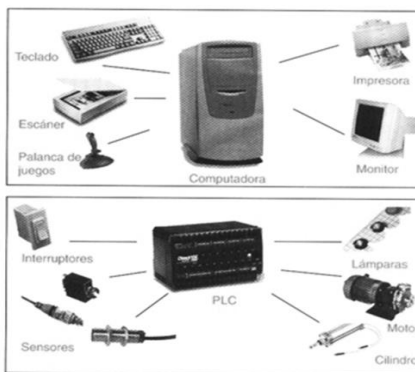 Teclado
Impresora
Escáner
Palanca de
juegos
Monitor
Computadora
Interruptores
Lámparas
PLC
Moto
Sensores
Cilindro